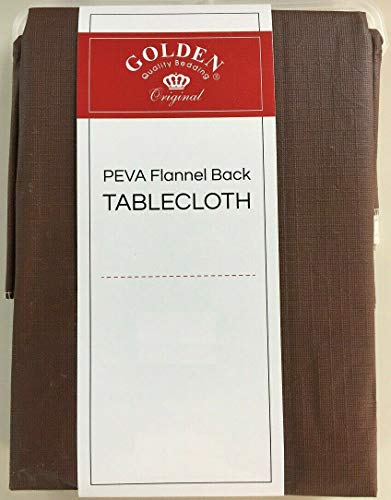 GOLDEN
Quality Bedding ®
Original
PEVA Flannel Back
TABLECLOTH